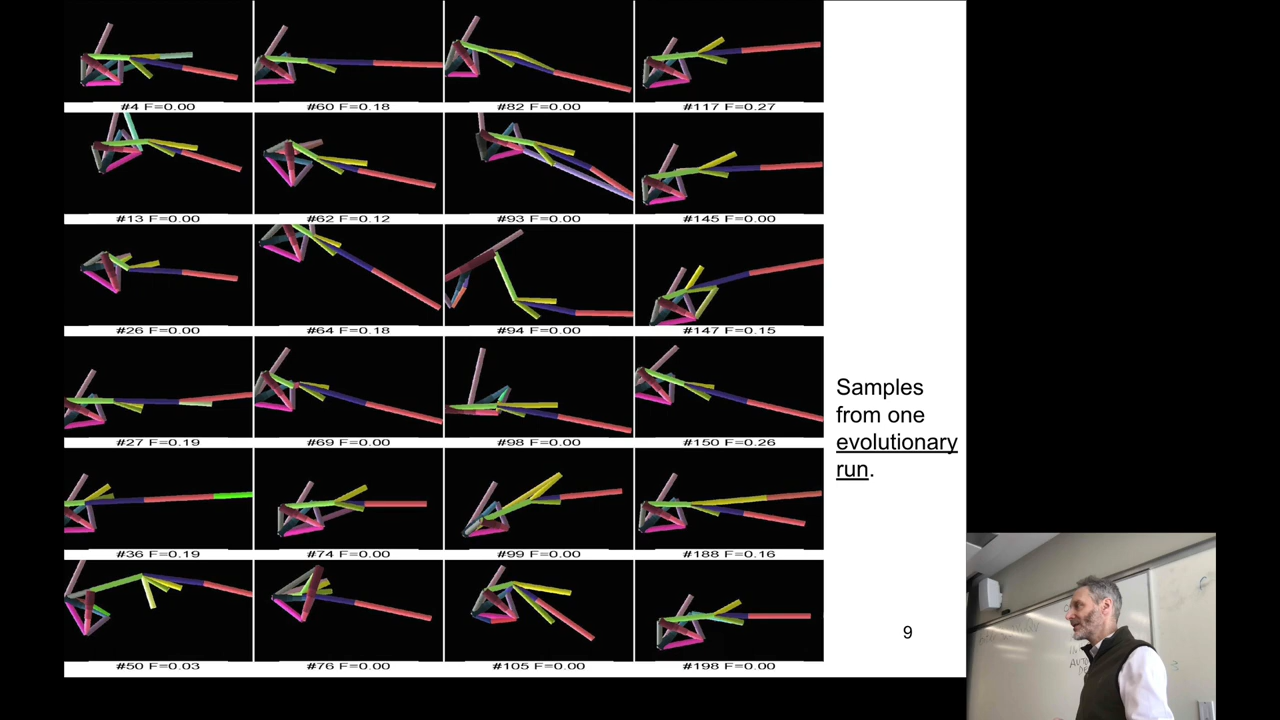 #4 F=0.00
#60 F=0.18
#82 F=0.00
#117 F=0.27
#13 F=0.00
#62 F=0.12
#93 F=0.00
#145 F=0.00
#26 F=0.00
#64 F=0.18
#94 F=0.00
#147 F=0.15
#27 F=0.19
#69 F=0.00
#98 F=0.00
#150 F=0.26
#36 F=0.19
#74 F=0.00
#99 F=0.00
#188 F=0.16
#50 F=0.03
#76 F=0.00
#105 F=0.00
#198 F=0.00
Samples
from one
evolutionary
run.
9